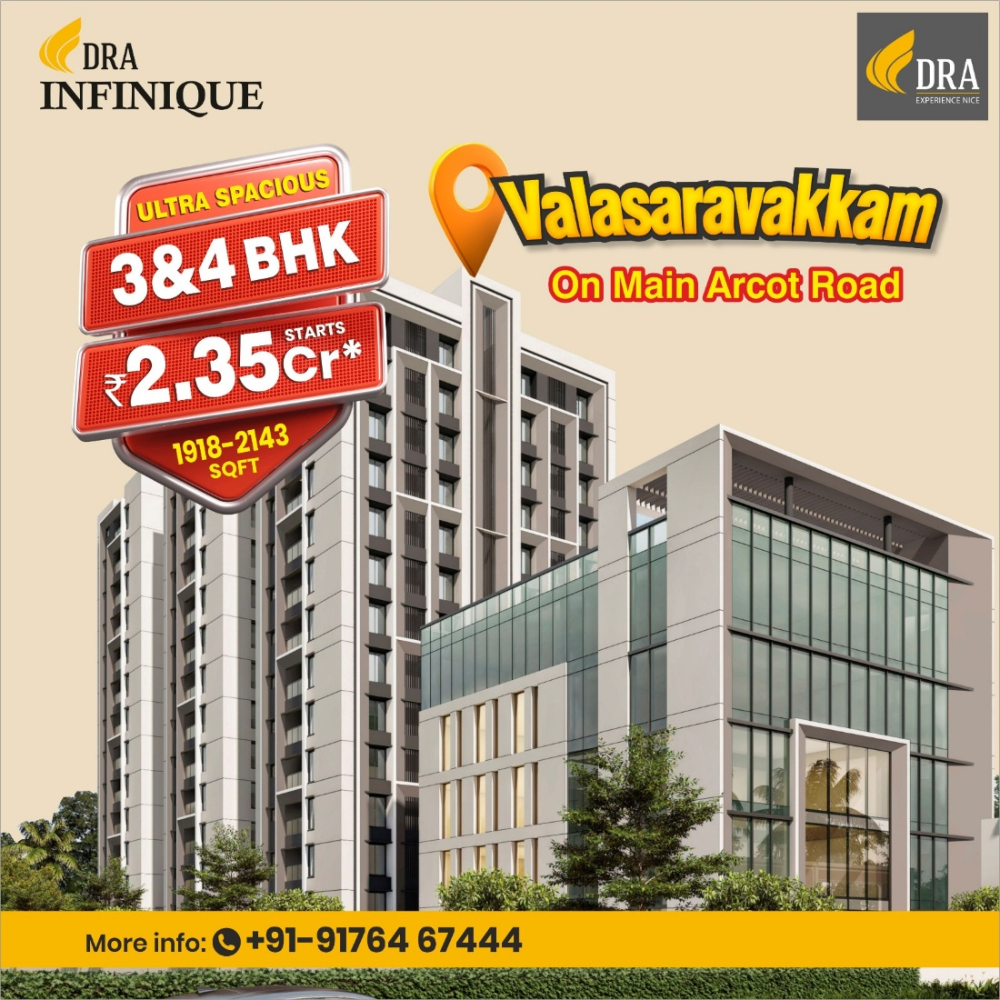 DRA
INFINIQUE
DRA
EXPERIENCE NICE
ULTRA SPACIOUS
3&4 BHK
STARTS
₹2.35Cr*
1918-2143
SQFT
Valasaravakkam
On Main Arcot Road
More info: +91-91764 67444